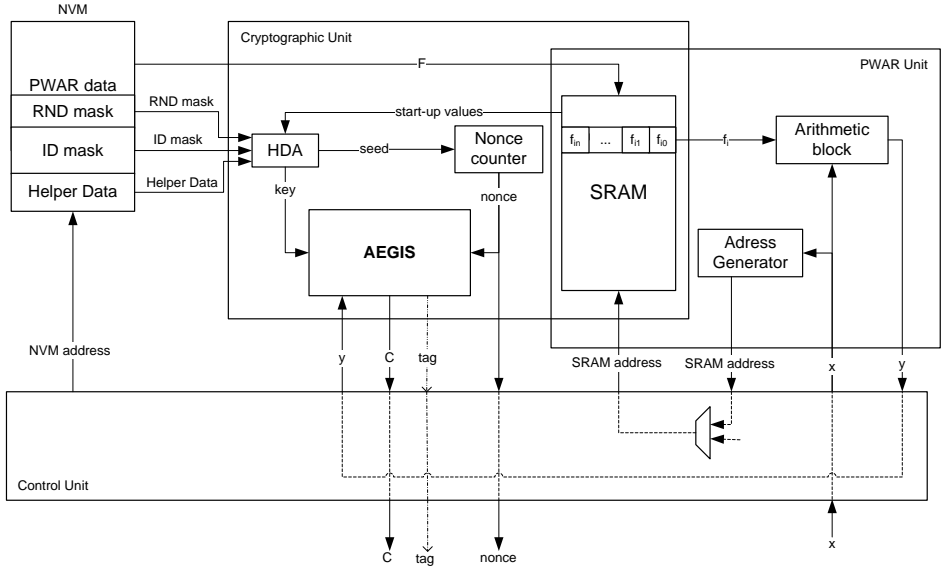 NVM
Cryptographic Unit
PWAR Unit
F
PWAR data
RND mask
ID mask
Helper Data
RND mask
ID mask
Helper Data
start-up values
HDA
seed
Nonce
counter
key
nonce
AEGIS
fin
...
fi1
fi0
SRAM
fi
Arithmetic
block
Adress
Generator
NVM address
y
C
tag
SRAM address
SRAM address
x
y
Control Unit
C
tag
nonce
x